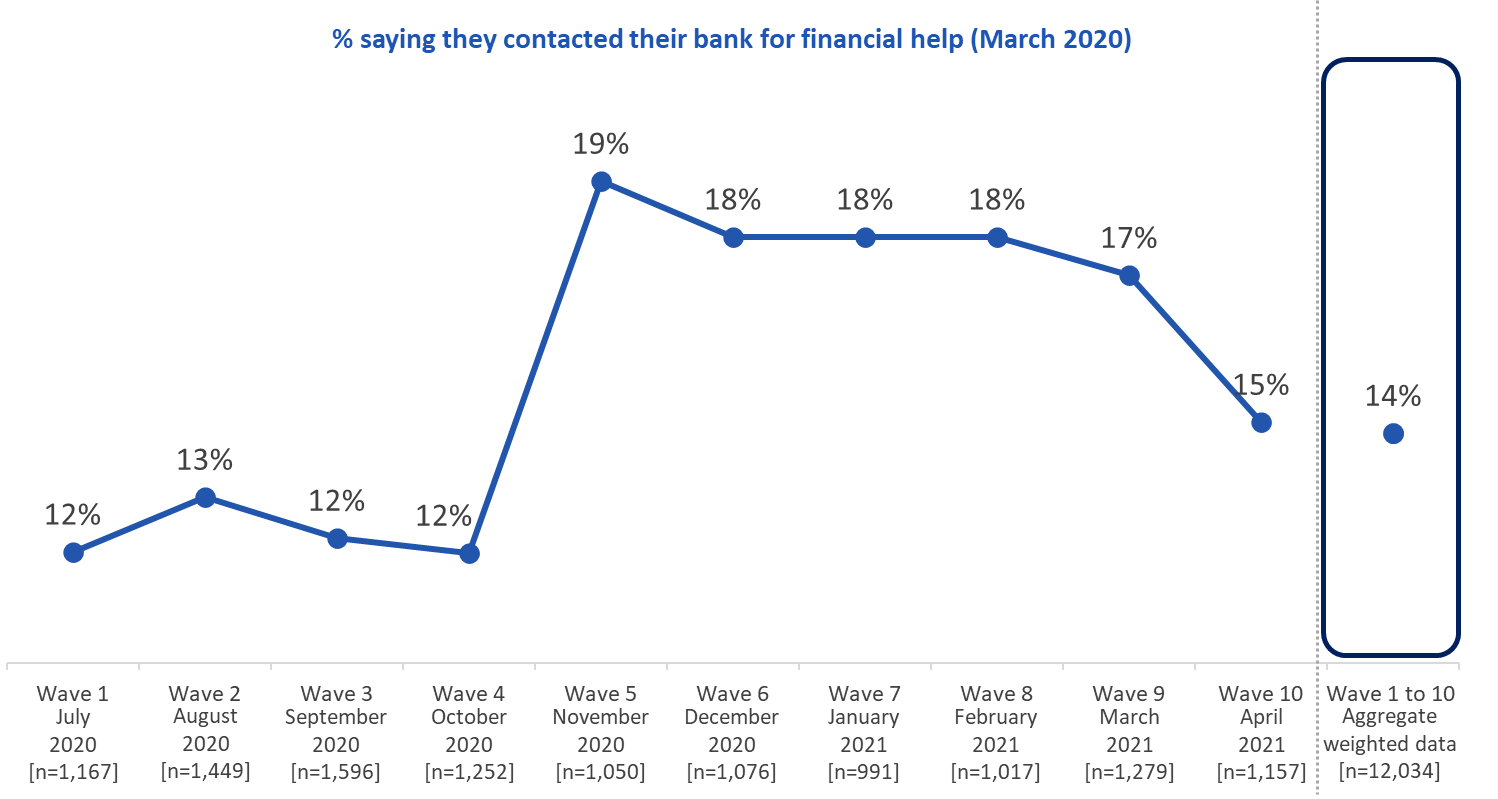 % saying they contacted their bank for financial help (March 2020)
12%
13%
12%
12%
19%
18%
18%
18%
17%
15%
14%
Wave 1
July
2020
[n=1,167]
Wave 2
August
2020
[n=1,449]
Wave 3
September
2020
[n=1,596]
Wave 4
October
2020
[n=1,252]
Wave 5
November
2020
[n=1,050]
Wave 6
December
2020
[n=1,076]
Wave 7
January
2021
[n=991]
Wave 8
February
2021
[n=1,017]
Wave 9
March
2021
[n=1,279]
Wave 10
April
2021
[n=1,157]
Wave 1 to 10
Aggregate
weighted data
[n=12,034]